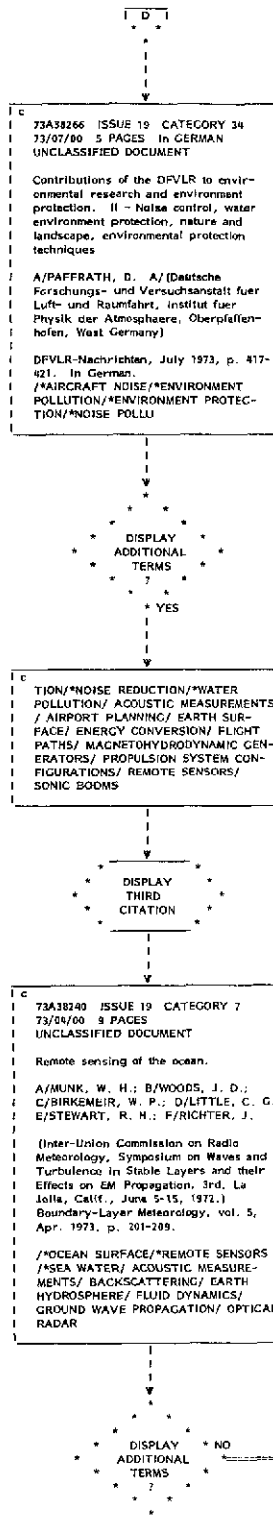 D
c
73A38266 ISSUE 19 CATEGORY 34
73/07/00 5 PAGES In GERMAN
UNCLASSIFIED DOCUMENT
Contributions of the DFVLR to envir-
onmental research and environment
protection. II - Noise control, water
environment protection, nature and
landscape, environmental protection
techniques
A/PAFFRATH, D. A/(Deutsche
Forschungs- und Versuchsanstalt fuer
Luft- und Raumfahrt, Institut fuer
Physik der Atmosphaere, Oberpfaffen-
hofen, West Germany)
DFVLR-Nachrichten, July 1973, p. 417-
421. In German.
/*AIRCRAFT NOISE/*ENVIRONMENT
POLLUTION/*ENVIRONMENT PROTEC-
TION/*NOISE POLLU
DISPLAY
ADDITIONAL
TERMS
?
YES
c
TION/*NOISE REDUCTION/*WATER
POLLUTION/ ACOUSTIC MEASUREMENTS
/ AIRPORT PLANNING/ EARTH SUR-
FACE/ ENERGY CONVERSION/ FLIGHT
PATHS/ MAGNETOHYDRODYNAMIC GEN-
ERATORS/ PROPULSION SYSTEM CON-
FIGURATIONS/ REMOTE SENSORS/
SONIC BOOMS
DISPLAY
THIRD
CITATION
c
73A38240 ISSUE 19 CATEGORY 7
73/04/00 9 PAGES
UNCLASSIFIED DOCUMENT
Remote sensing of the ocean.
A/MUNK, W. H.; B/WOODS, J. D.;
C/BIRKEMEIR, W. P.; D/LITTLE, C. G.
E/STEWART, R. H.; F/RICHTER, J.
(Inter-Union Commission on Radio
Meteorology, Symposium on Waves and
Turbulence in Stable Layers and their
Effects on EM Propagation, 3rd, La
Jolla, Calif., June 5-15, 1972.)
Boundary-Layer Meteorology, vol. 5,
Apr. 1973, p. 201-209.
/*OCEAN SURFACE/*REMOTE SENSORS
/*SEA WATER/ ACOUSTIC MEASURE-
MENTS/ BACKSCATTERING/ EARTH
HYDROSPHERE/ FLUID DYNAMICS/
GROUND WAVE PROPAGATION/ OPTICAL
RADAR
DISPLAY
ADDITIONAL
TERMS
?
NO